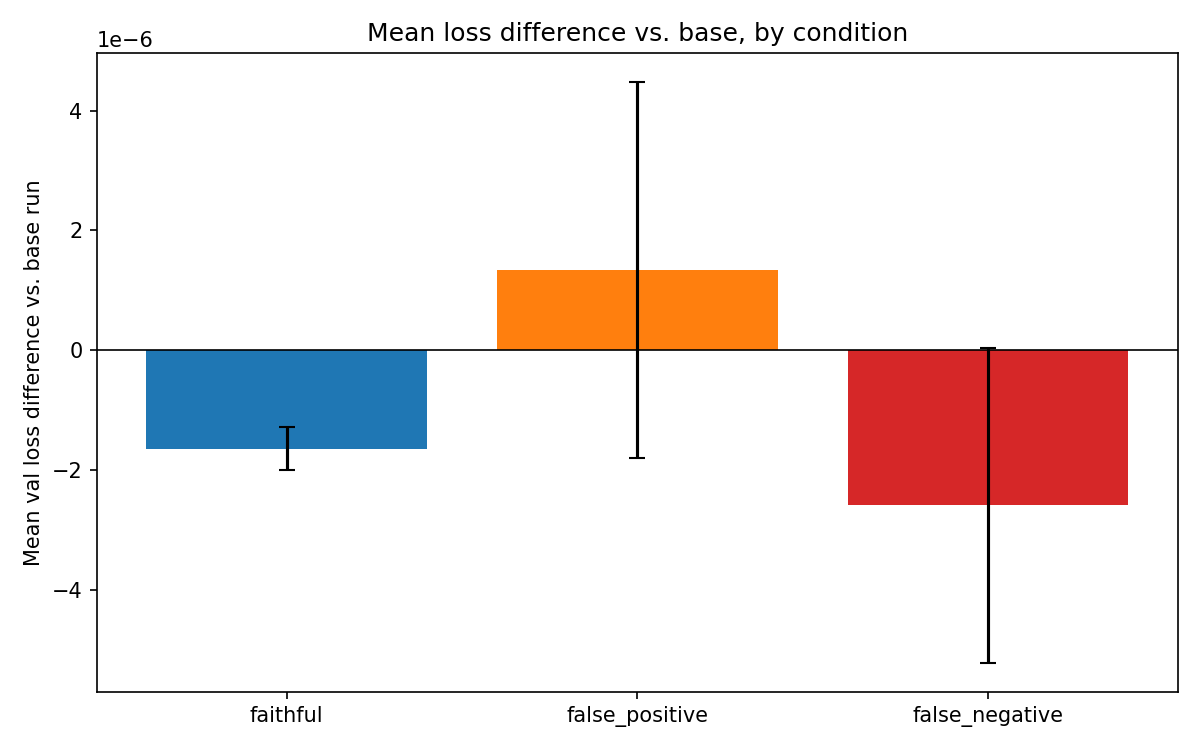 Mean loss difference vs. base, by condition
1e−6
Mean val loss difference vs. base run
4
2
0
−2
−4
faithful
false_positive
false_negative